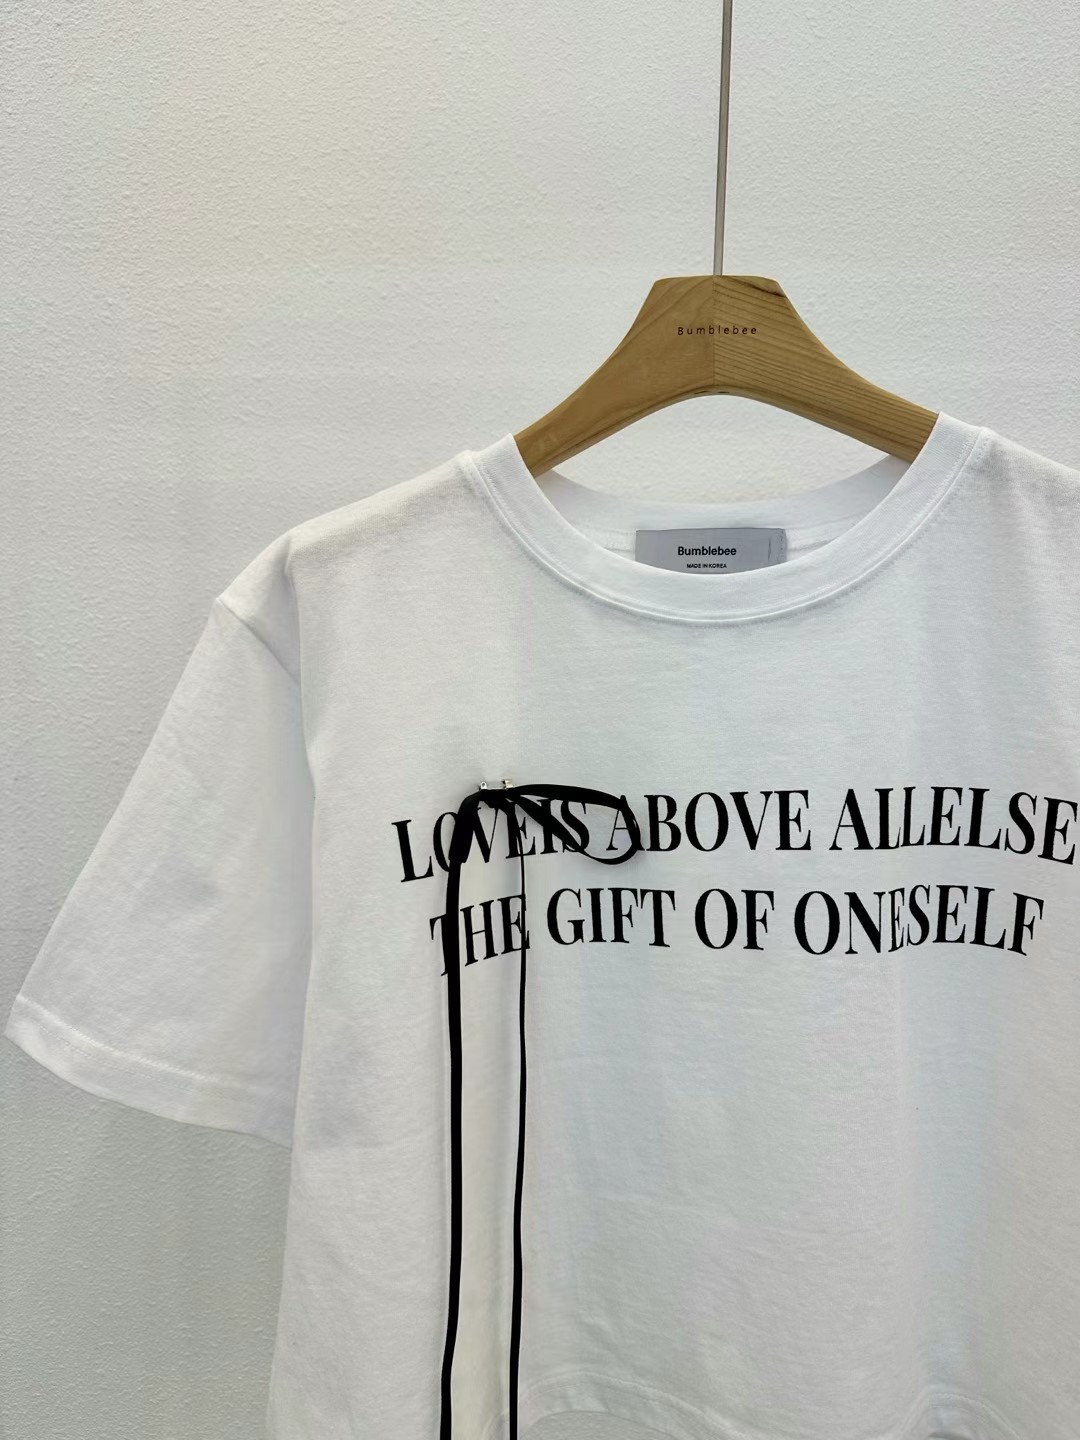 Bumblebee
Bumblebee
MADE IN KOREA
LOVEIS ABOVE ALLELSE
THE GIFT OF ONESELF